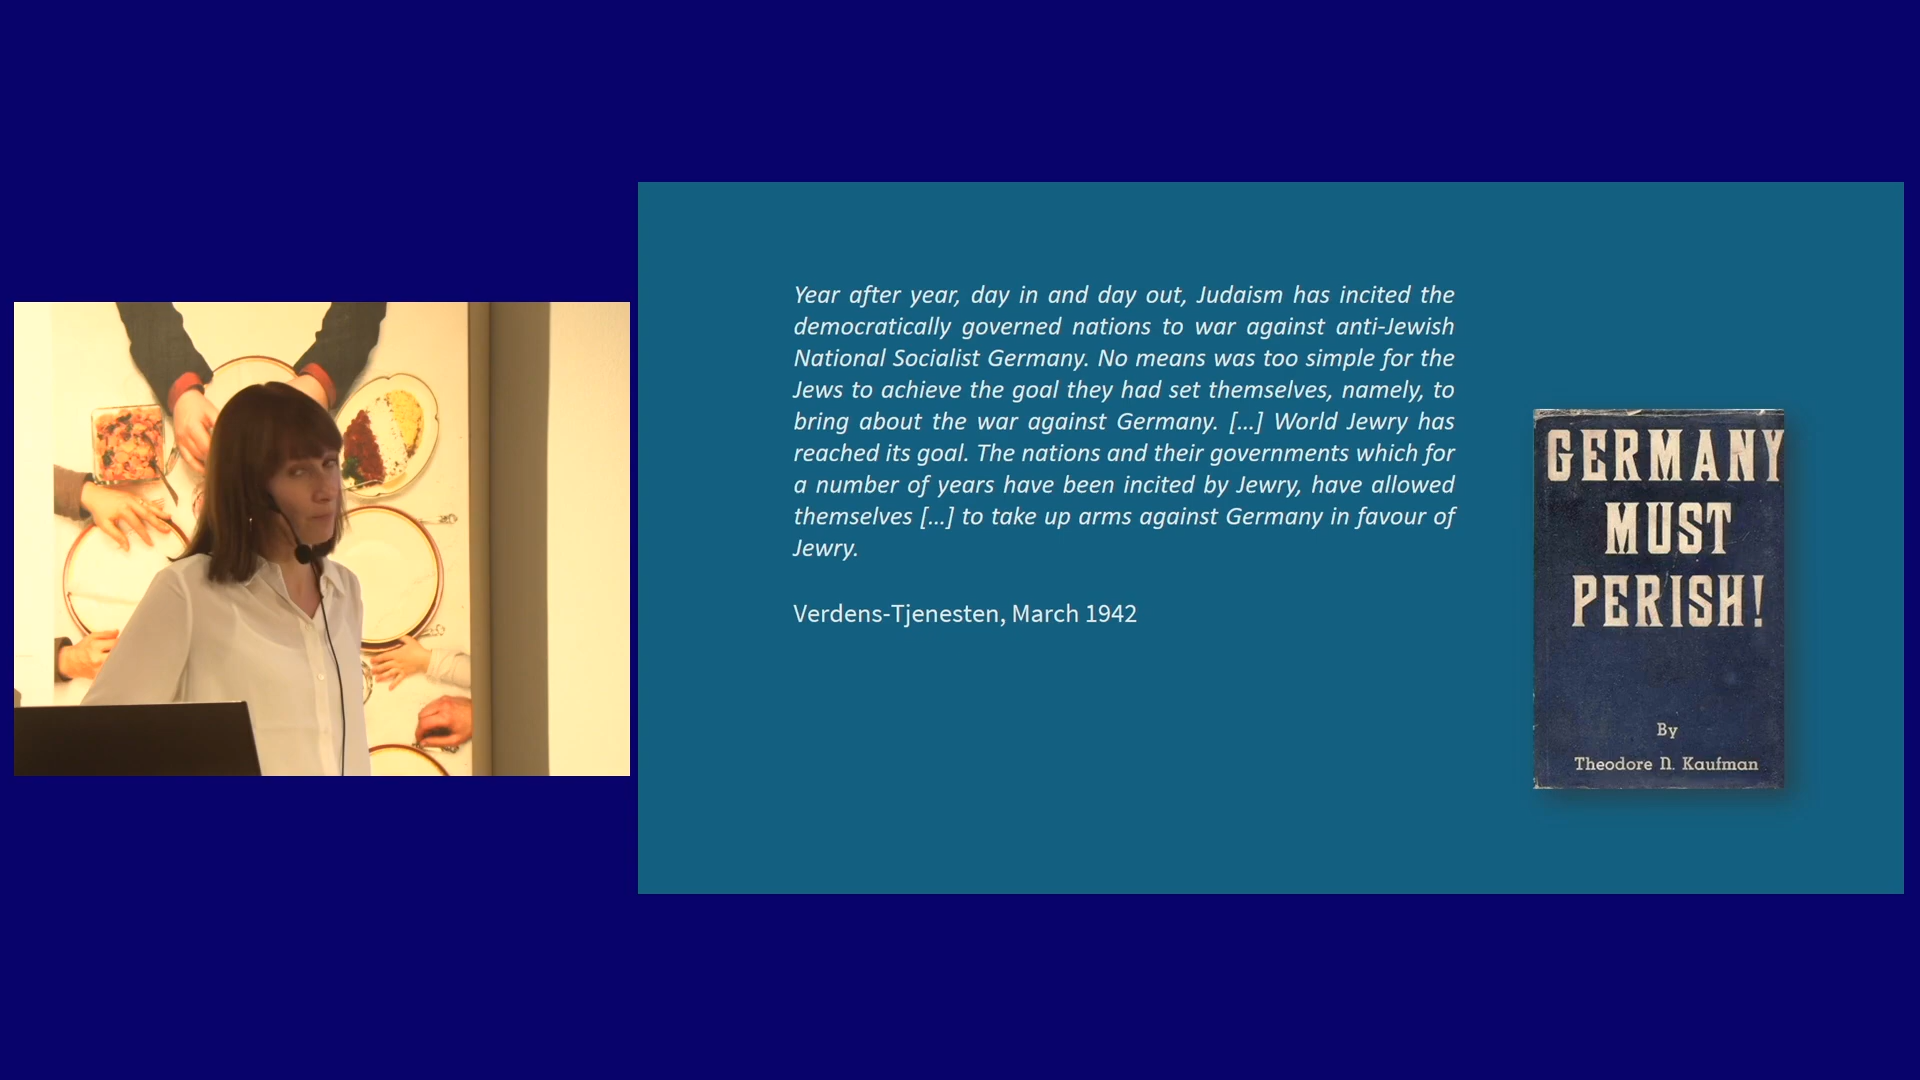 Year after year, day in and day out, Judaism has incited the
democratically governed nations to war against anti-Jewish
National Socialist Germany. No means was too simple for the
Jews to achieve the goal they had set themselves, namely, to
bring about the war against Germany. […] World Jewry has
reached its goal. The nations and their governments which for
a number of years have been incited by Jewry, have allowed
themselves […] to take up arms against Germany in favour of
Jewry.
Verdens-Tjenesten, March 1942
GERMANY
MUST
PERISH!
By
Theodore N. Kaufman